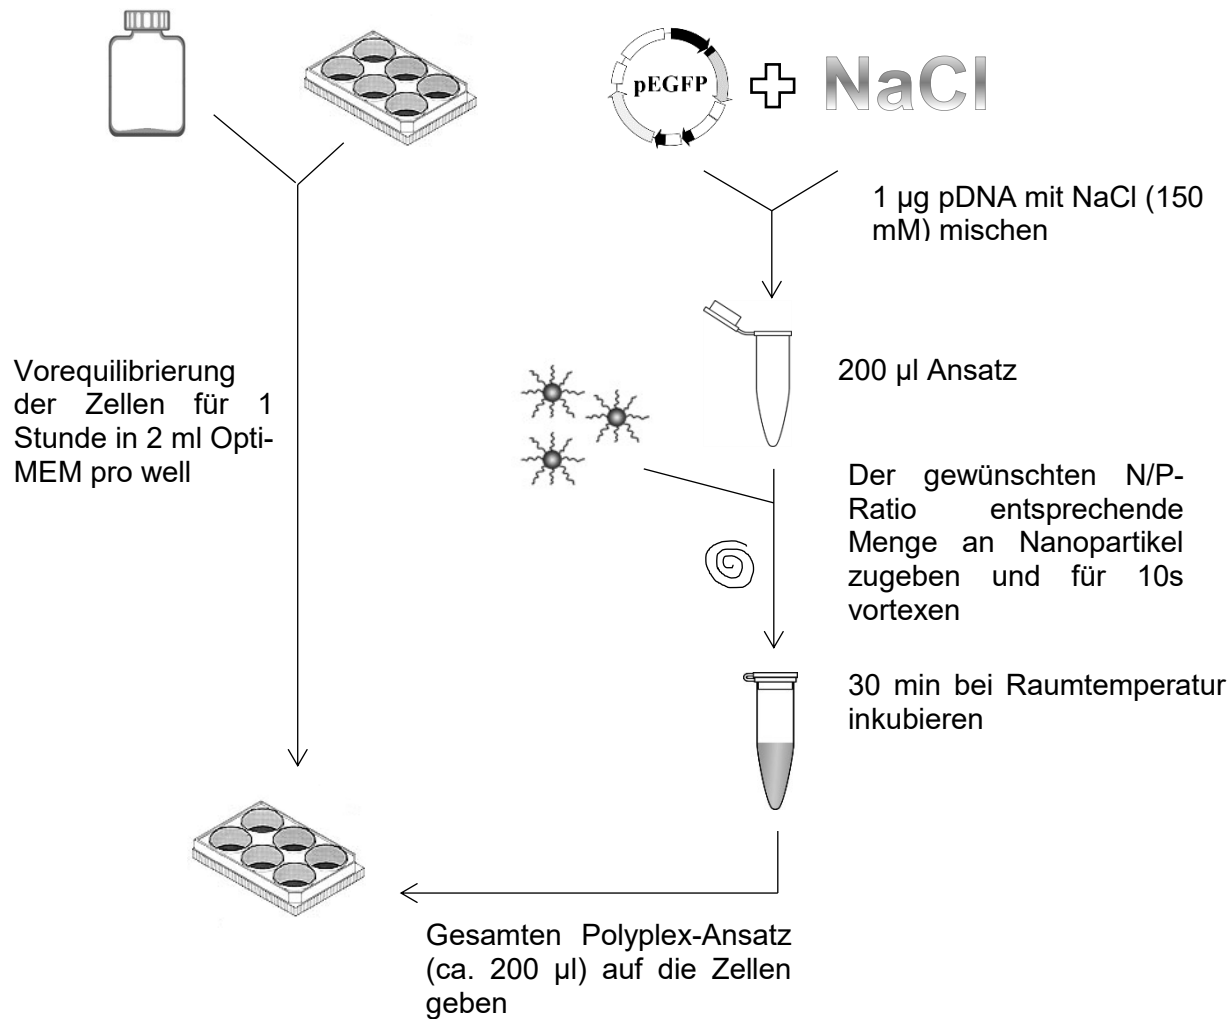 pEGFP
NaCl
1 µg pDNA mit NaCl (150
mM) mischen
200 µl Ansatz
Vorequilibrierung
der Zellen für 1
Stunde in 2 ml Opti-
MEM pro well
Der gewünschten N/P-
Ratio entsprechende
Menge an Nanopartikel
zugeben und für 10s
vortexen
30 min bei Raumtemperatur
inkubieren
Gesamten Polyplex-Ansatz
(ca. 200 µl) auf die Zellen
geben